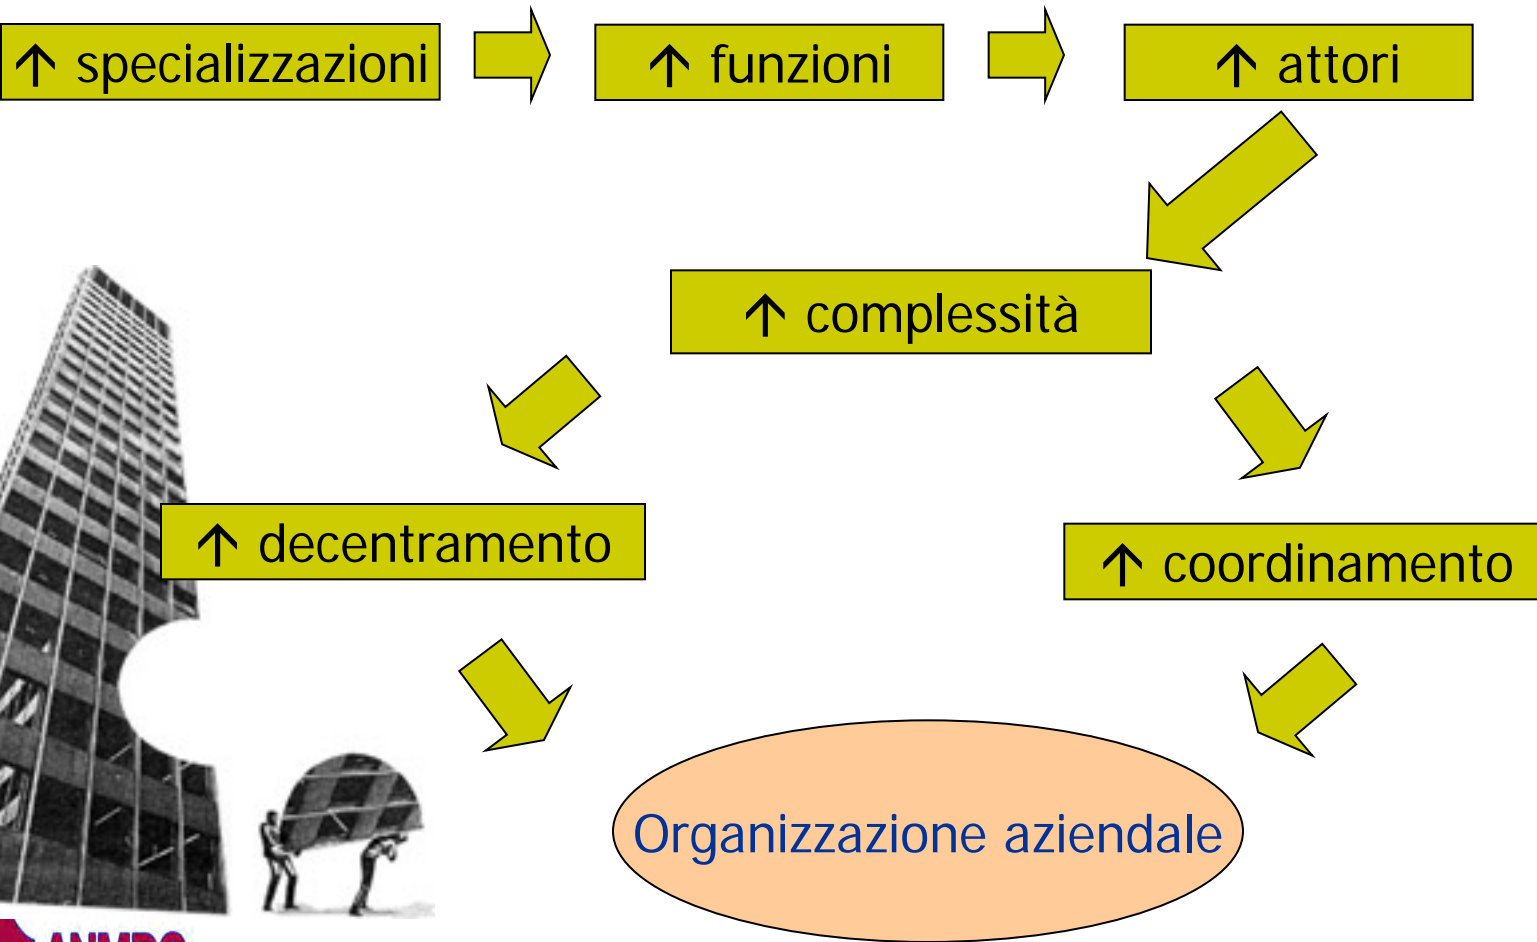 ↑ specializzazioni
↑ funzioni
↑ attori
↑ complessità
↑ decentramento
↑ coordinamento
Organizzazione aziendale